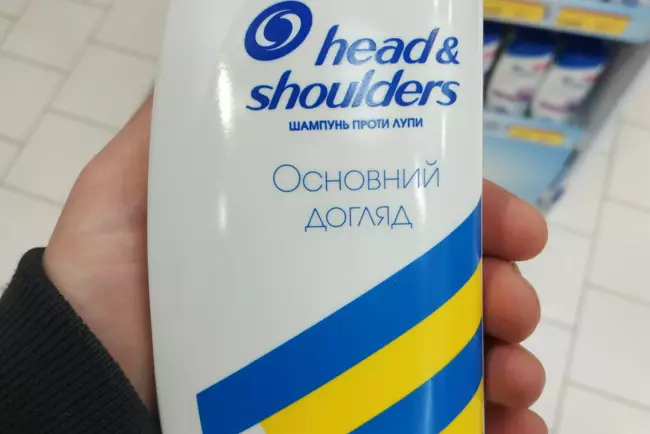 head&
shoulders
ШАМПУНЬ ПРОТИ ЛУПИ
Основний
догляд